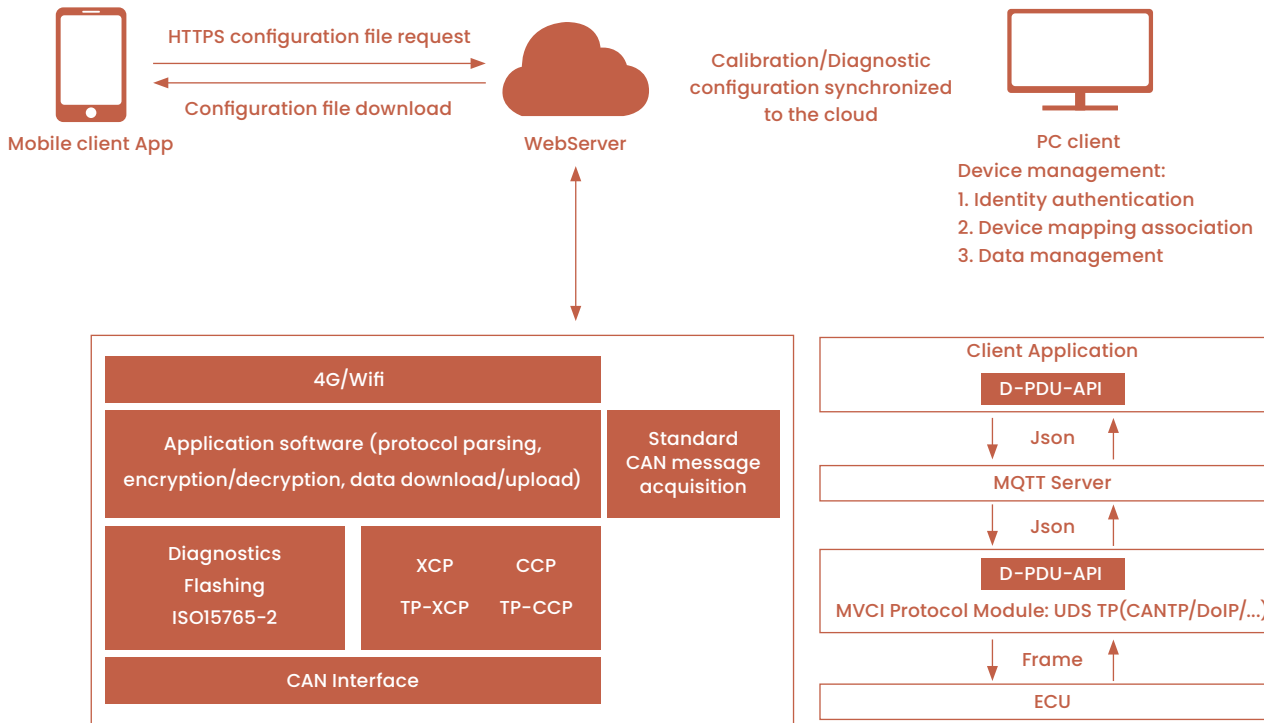 HTTPS configuration file request
Configuration file download
Mobile client App
WebServer
Calibration/Diagnostic
configuration synchronized
to the cloud
PC client
Device management:
1. Identity authentication
2. Device mapping association
3. Data management
4G/Wifi
Application software (protocol parsing,
encryption/decryption, data download/upload)
Standard
CAN message
acquisition
Diagnostics
Flashing
ISO15765-2
XCP CCP
TP-XCP TP-CCP
CAN Interface
Client Application
D-PDU-API
Json
MQTT Server
Json
D-PDU-API
MVCI Protocol Module: UDS TP(CANTP/DoIP/...)
Frame
ECU